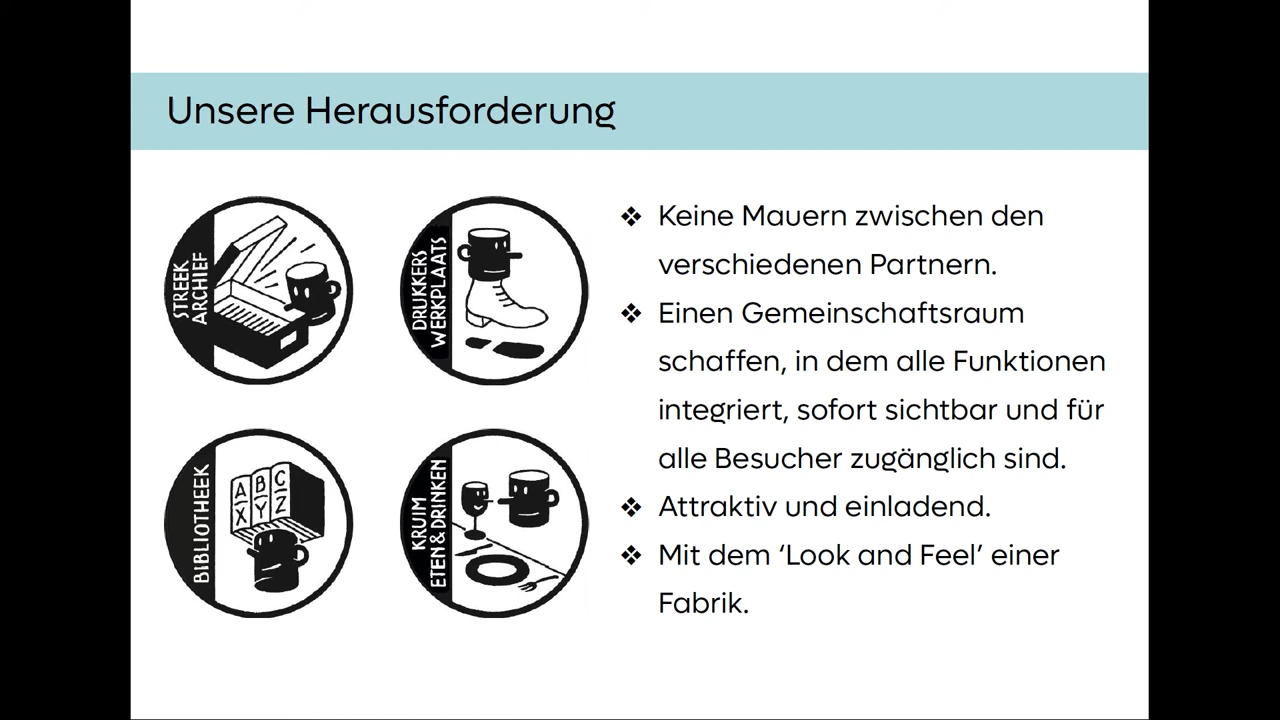 Unsere Herausforderung
STREEK
ARCHIEF
DRUKKERS
WERKPLAATS
BIBLIOTHEEK
A
X
B
Y
C
Z
KRUIM
ETEN & DRINKEN
❖ Keine Mauern zwischen den
verschiedenen Partnern.
❖ Einen Gemeinschaftsraum
schaffen, in dem alle Funktionen
integriert, sofort sichtbar und für
alle Besucher zugänglich sind.
❖ Attraktiv und einladend.
❖ Mit dem ‘Look and Feel’ einer
Fabrik.